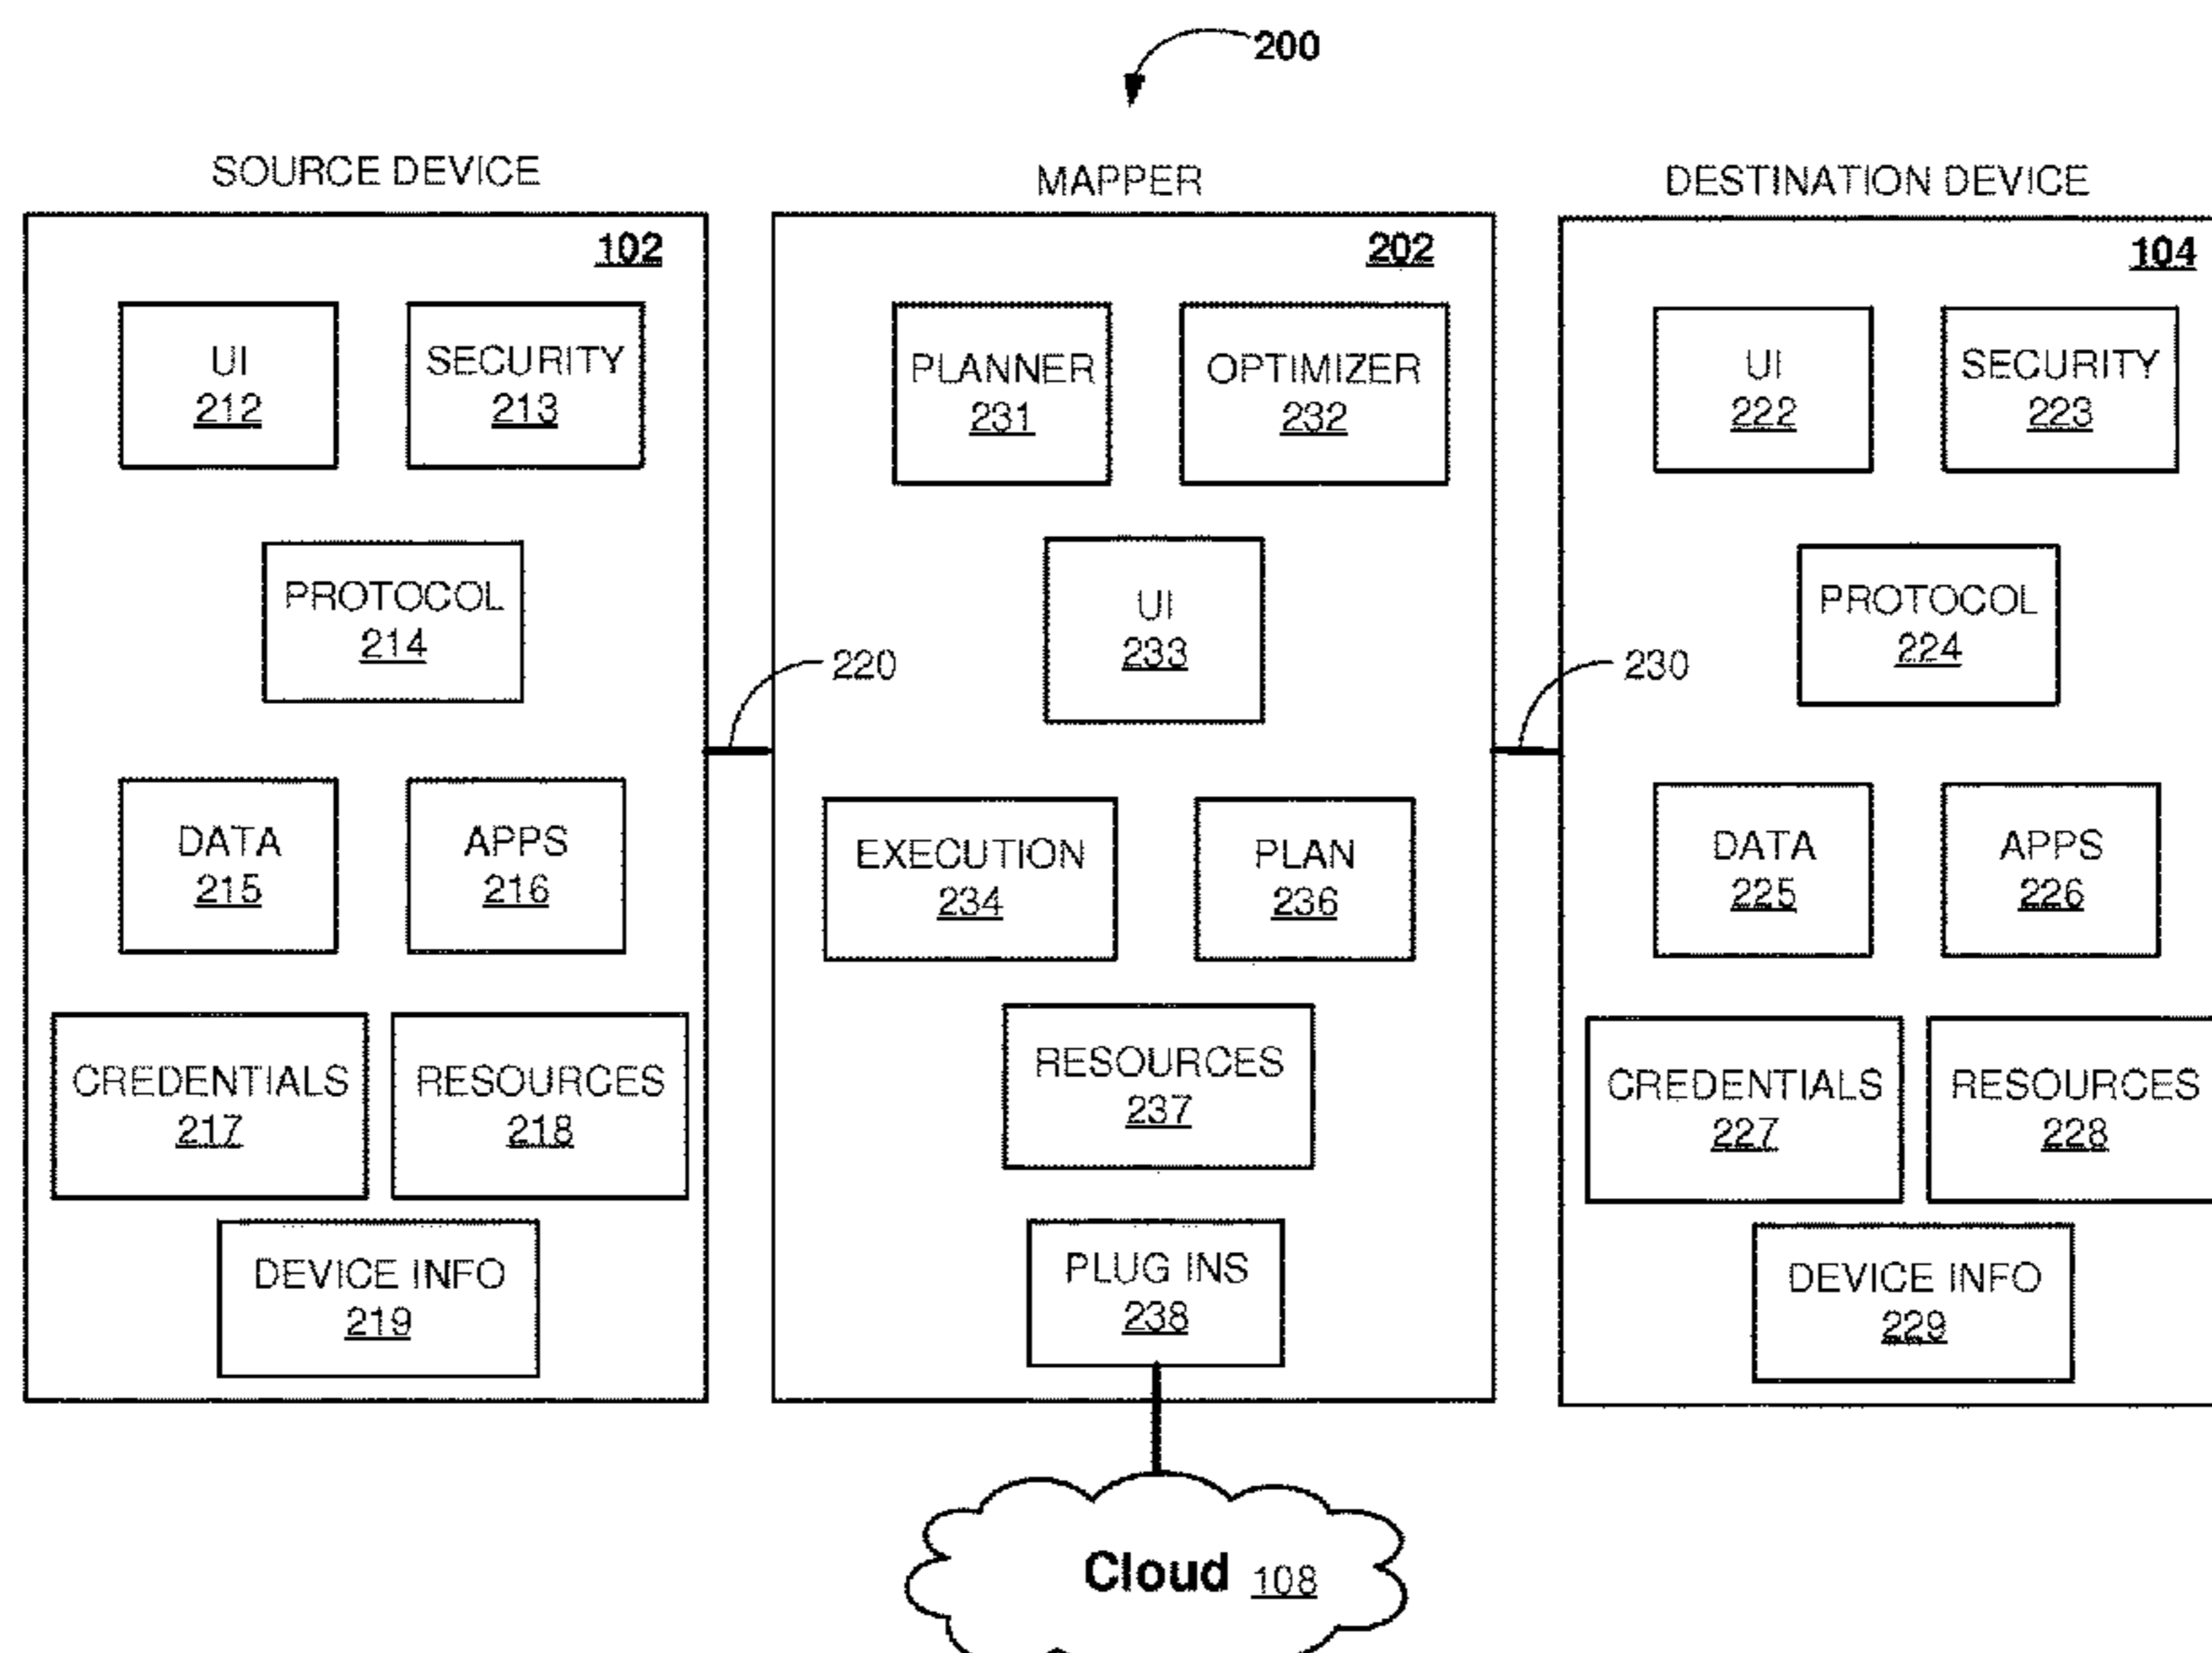 200
SOURCE DEVICE
102
UI
212
SECURITY
213
PROTOCOL
214
DATA
215
APPS
216
CREDENTIALS
217
RESOURCES
218
DEVICE INFO
219
220
MAPPER
202
PLANNER
231
OPTIMIZER
232
UI
233
EXECUTION
234
PLAN
236
RESOURCES
237
PLUG INS
238
230
DESTINATION DEVICE
104
UI
222
SECURITY
223
PROTOCOL
224
DATA
225
APPS
226
CREDENTIALS
227
RESOURCES
228
DEVICE INFO
229
Cloud 108